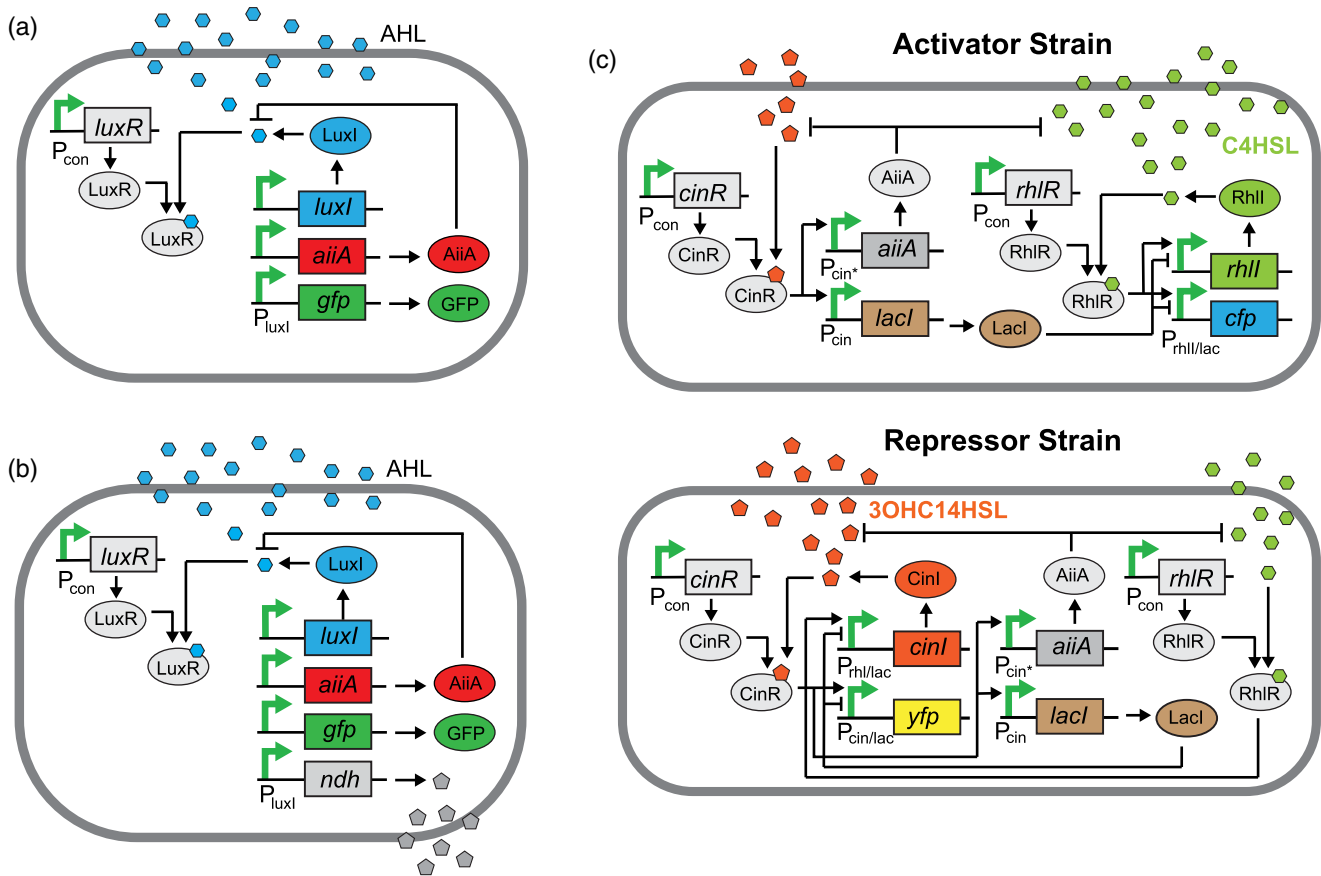 (a)
AHL
luxR
Pcon
LuxR
LuxR
LuxI
luxI
aiiA
AiiA
gfp
GFP
PluxI
(b)
AHL
luxR
Pcon
LuxR
LuxR
LuxI
luxI
aiiA
AiiA
gfp
GFP
ndh
PluxI
(c)
Activator Strain
C4HSL
cinR
Pcon
CinR
CinR
AiiA
aiiA
Pcin*
lacI
Pcin
LacI
rhlR
Pcon
RhlR
RhlR
RhlI
rhlI
cfp
PrhlI/lac
Repressor Strain
3OHC14HSL
cinR
Pcon
CinR
CinR
CinI
cinI
Prhl/lac
yfp
Pcin/lac
AiiA
aiiA
Pcin*
lacI
Pcin
LacI
rhlR
Pcon
RhlR
RhlR